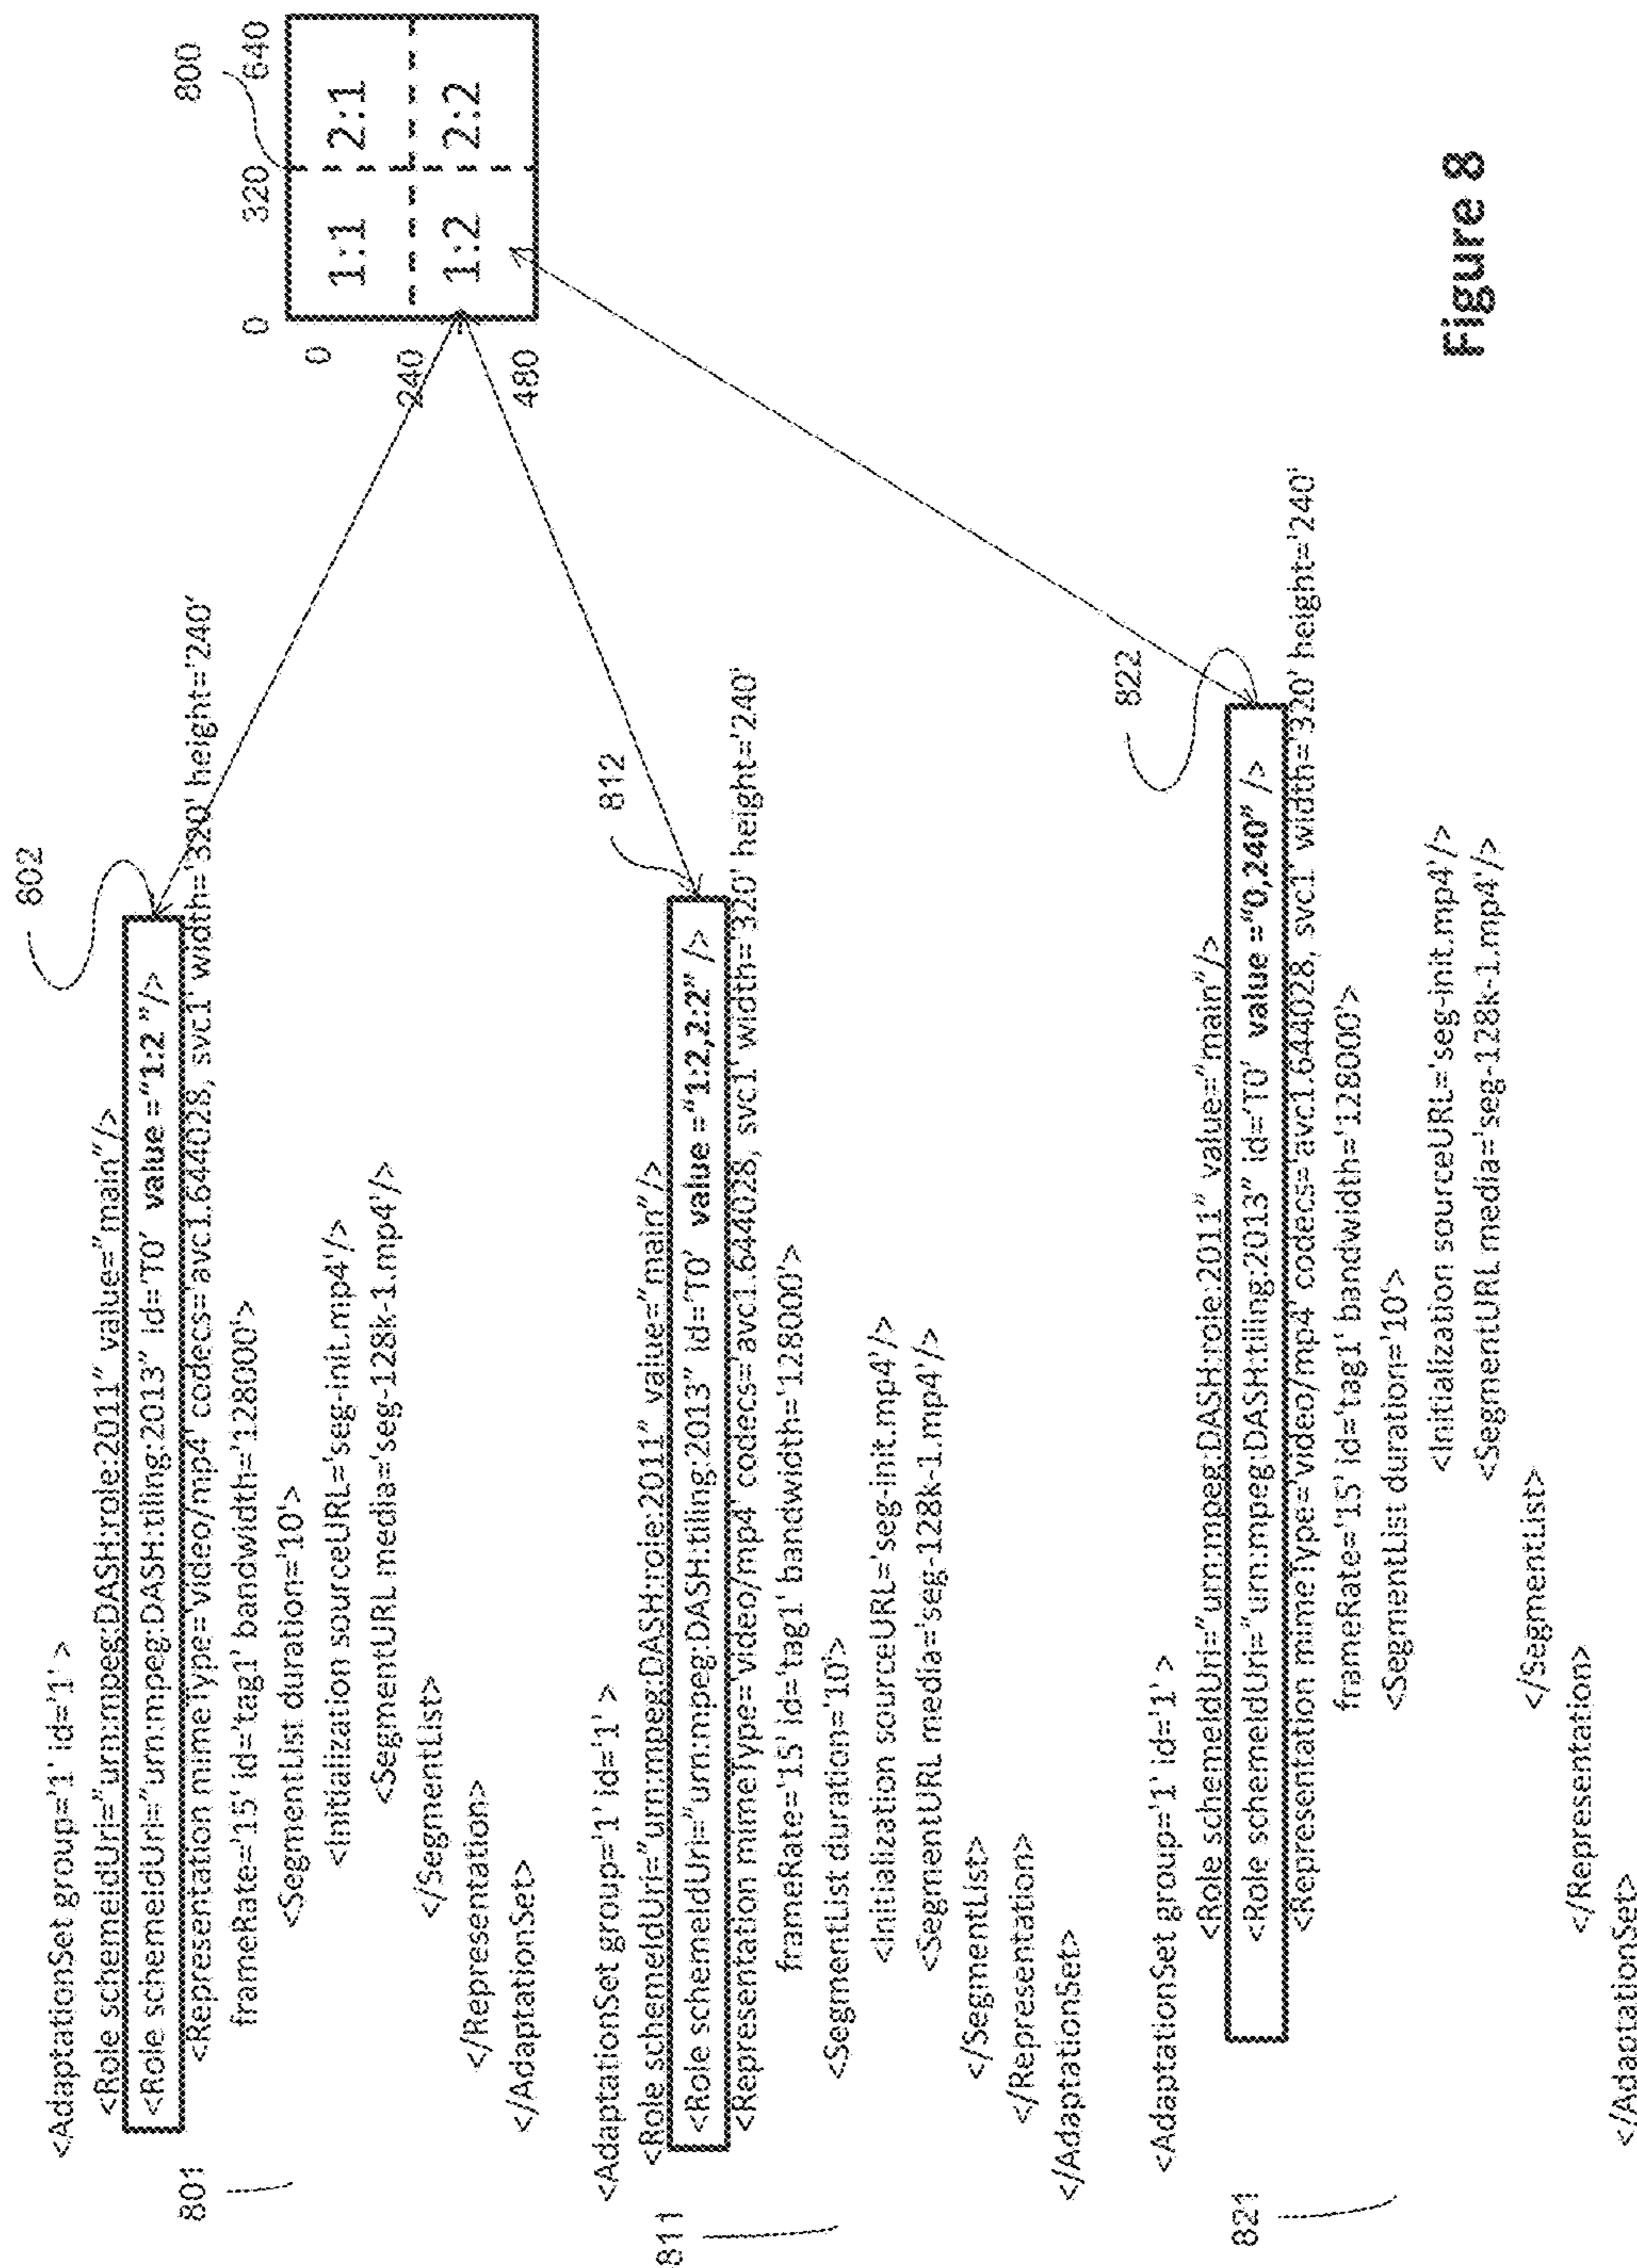 801
<AdaptationSet group='1' id='1'>
802
<Role schemeIdUri="urn:mpeg:DASH:role:2011" value="main"/>
<Role schemeIdUri="urn:mpeg:DASH:tiling:2013" id='T0' value ="1:2 "/>
<Representation mimeType='video/mp4' codecs='avc1.644028, svc1' width='320' height='240'
frameRate='15' id='tag1' bandwidth='128000'>
<SegmentList duration='10'>
<Initialization sourceURL='seg-init.mp4'/>
<SegmentURL media='seg-128k-1.mp4'/>
</SegmentList>
</Representation>
</AdaptationSet>
811
<AdaptationSet group='1' id='1' >
812
<Role schemeIdUri="urn:mpeg:DASH:role:2011" value="main"/>
<Role schemeIdUri="urn:mpeg:DASH:tiling:2013" id='T0' value ="1:2,2:2" />
<Representation mimeType='video/mp4' codecs='avc1.644028, svc1' width='320' height='240'
frameRate='15' id='tag1' bandwidth='128000'>
<SegmentList duration='10'>
<Initialization sourceURL='seg-init.mp4'/>
<SegmentURL media='seg-128k-1.mp4'/>
</SegmentList>
</Representation>
</AdaptationSet>
821
<AdaptationSet group='1' id='1' >
822
<Role schemeIdUri="urn:mpeg:DASH:role:2011" value="main"/>
<Role schemeIdUri="urn:mpeg:DASH:tiling:2013" id='T0' value ="0,240" />
<Representation mimeType='video/mp4' codecs='avc1.644028, svc1' width='320' height='240'
frameRate='15' id='tag1' bandwidth='128000'>
<SegmentList duration='10'>
<Initialization sourceURL='seg-init.mp4'/>
<SegmentURL media='seg-128k-1.mp4'/>
</SegmentList>
</Representation>
</AdaptationSet>
800
0 320 640
0
1:1 2:1
240
1:2 2:2
480
Figure 8